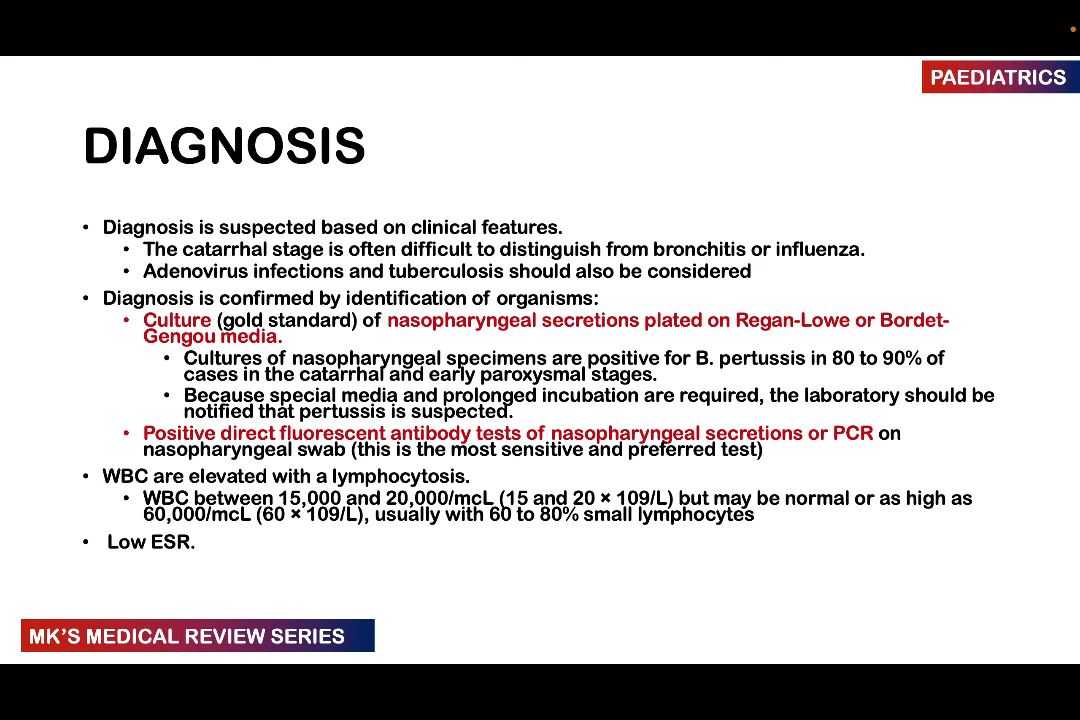 PAEDIATRICS
DIAGNOSIS
• Diagnosis is suspected based on clinical features.
• The catarrhal stage is often difficult to distinguish from bronchitis or influenza.
• Adenovirus infections and tuberculosis should also be considered
• Diagnosis is confirmed by identification of organisms:
• Culture (gold standard) of nasopharyngeal secretions plated on Regan-Lowe or Bordet-
Gengou media.
• Cultures of nasopharyngeal specimens are positive for B. pertussis in 80 to 90% of
cases in the catarrhal and early paroxysmal stages.
• Because special media and prolonged incubation are required, the laboratory should be
notified that pertussis is suspected.
• Positive direct fluorescent antibody tests of nasopharyngeal secretions or PCR on
nasopharyngeal swab (this is the most sensitive and preferred test)
• WBC are elevated with a lymphocytosis.
• WBC between 15,000 and 20,000/mcL (15 and 20 × 109/L) but may be normal or as high as
60,000/mcL (60 × 109/L), usually with 60 to 80% small lymphocytes
• Low ESR.
MK'S MEDICAL REVIEW SERIES